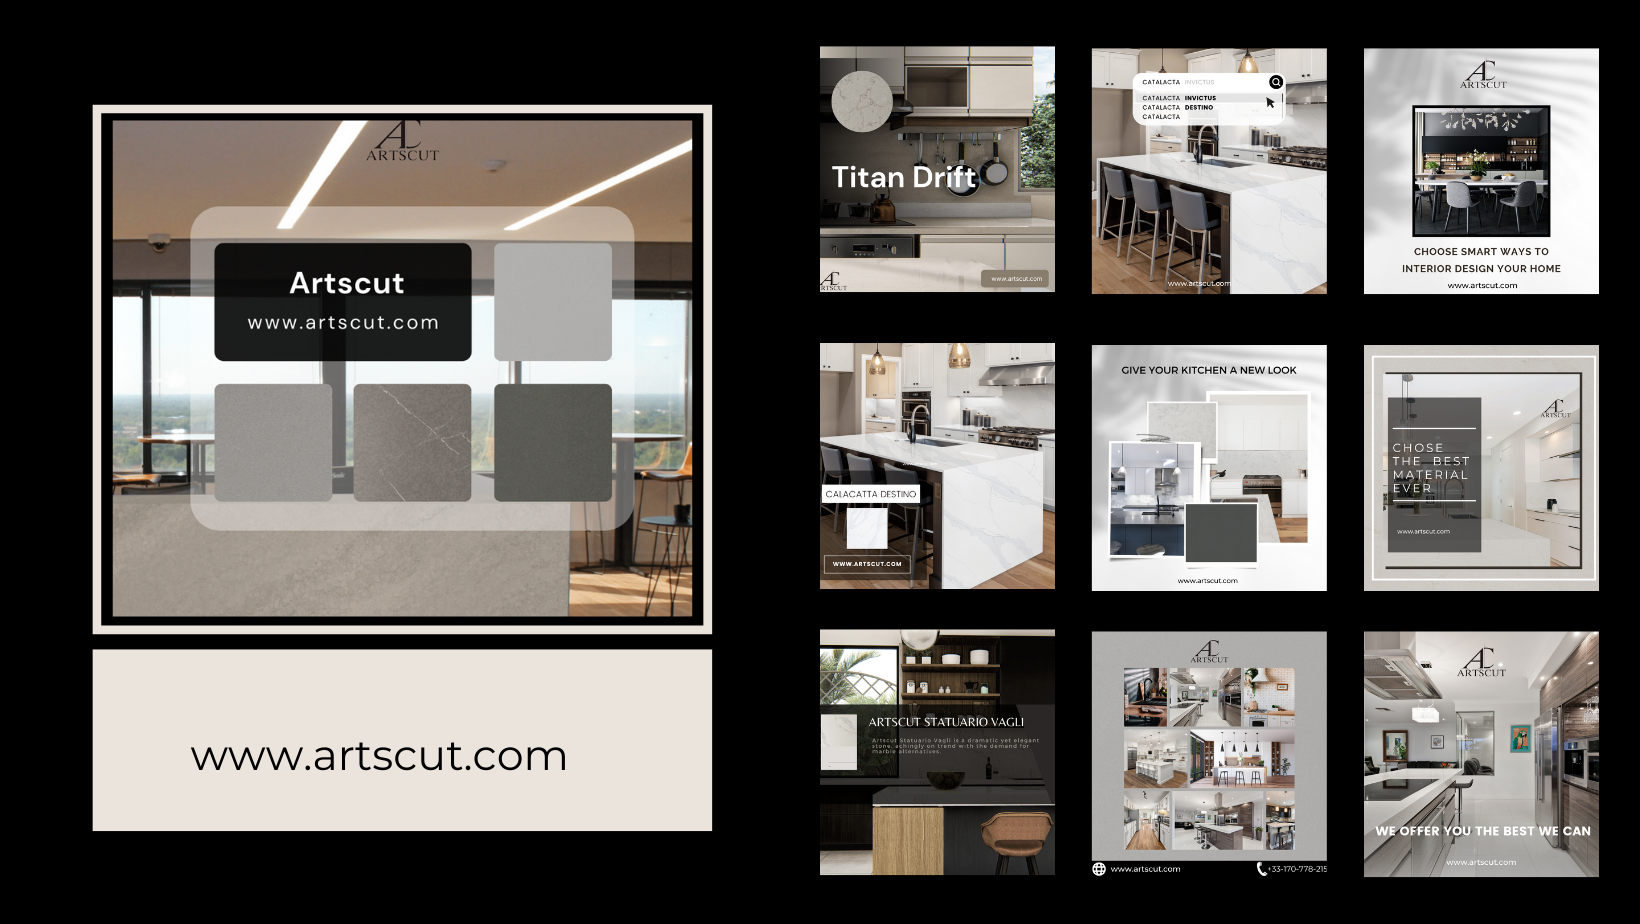 AC
ARTSCUT
Artscut
www.artscut.com
www.artscut.com
Titan Drift
ARTSCUT
www.artscut.com
CATALACTA INVICTUS
CATALACTA INVICTUS
CATALACTA DESTINO
CATALACTA
www.artscut.com
AC
ARTSCUT
CHOOSE SMART WAYS TO
INTERIOR DESIGN YOUR HOME
www.artscut.com
CALACATTA DESTINO
WWW.ARTSCUT.COM
GIVE YOUR KITCHEN A NEW LOOK
www.artscut.com
AC
ARTSCUT
CHOSE
THE BEST
MATERIAL
EVER
www.artscut.com
ARTSCUT STATUARIO VAGLI
Artscut Statuario Vagli is a dramatic yet elegant
stone, achingly on trend with the demand for
marble alternatives.
AC
ARTSCUT
www.artscut.com
+33-170-778-215
AC
ARTSCUT
WE OFFER YOU THE BEST WE CAN
www.artscut.com